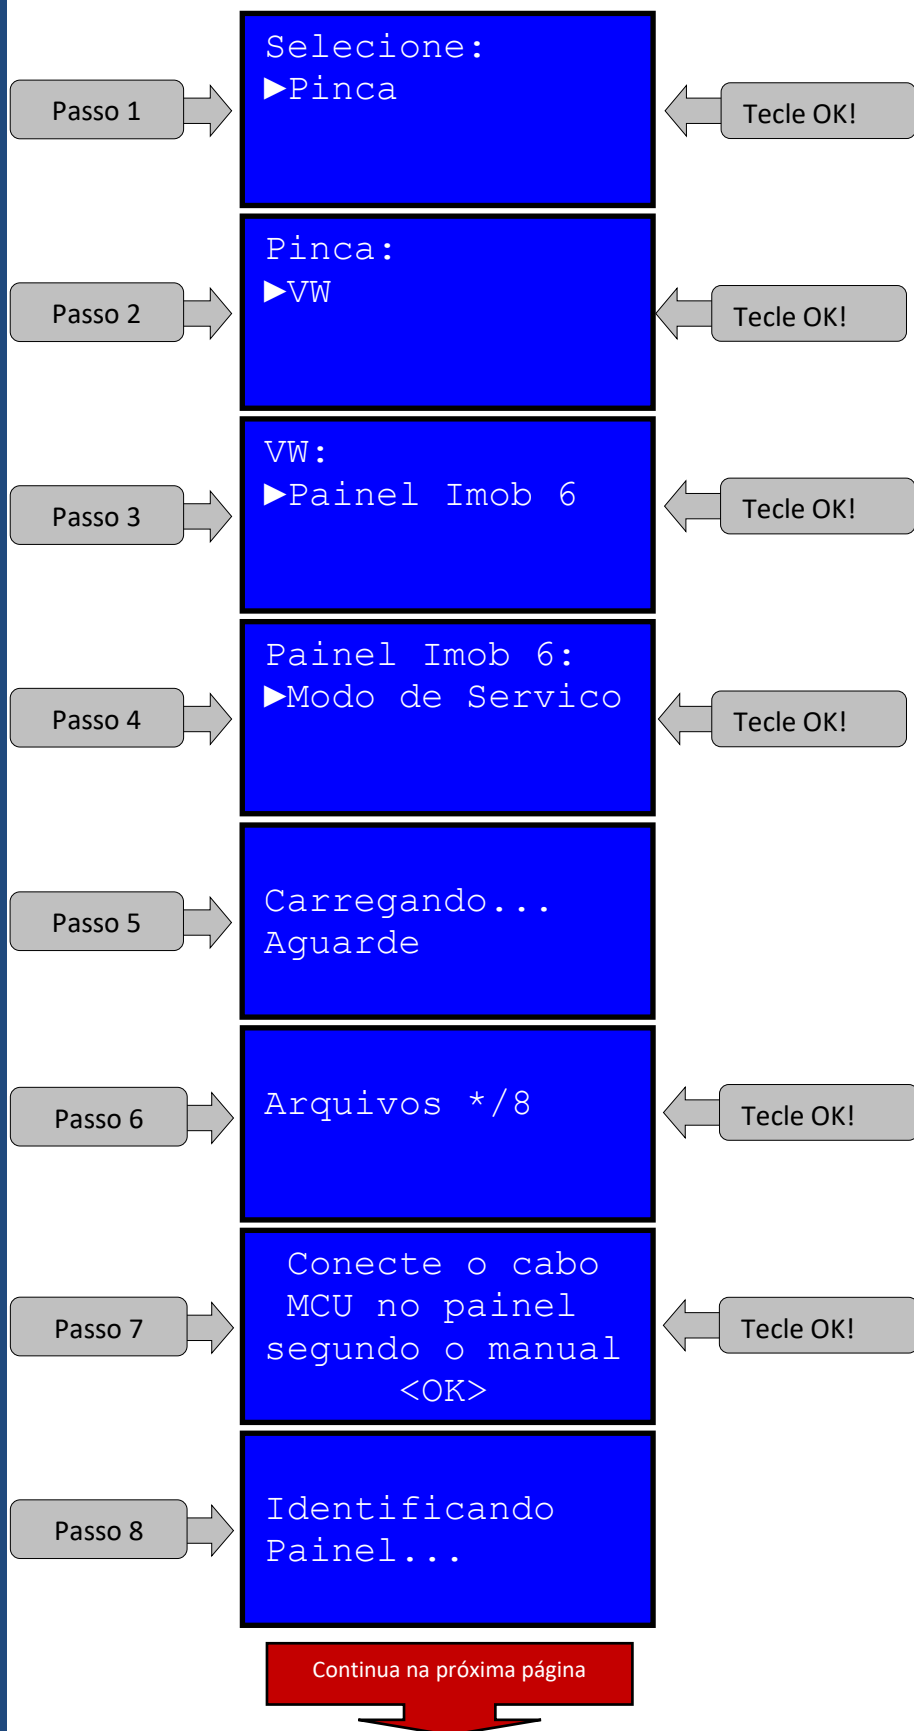 Selecione:
►Pinca
Passo 1
Tecle OK!
Pinca:
►VW
Passo 2
Tecle OK!
VW:
►Painel Imob 6
Passo 3
Tecle OK!
Painel Imob 6:
►Modo de Servico
Passo 4
Tecle OK!
Carregando...
Aguarde
Passo 5
Arquivos */8
Passo 6
Tecle OK!
Conecte o cabo
MCU no painel
segundo o manual
<OK>
Passo 7
Tecle OK!
Identificando
Painel...
Passo 8
Continua na próxima página